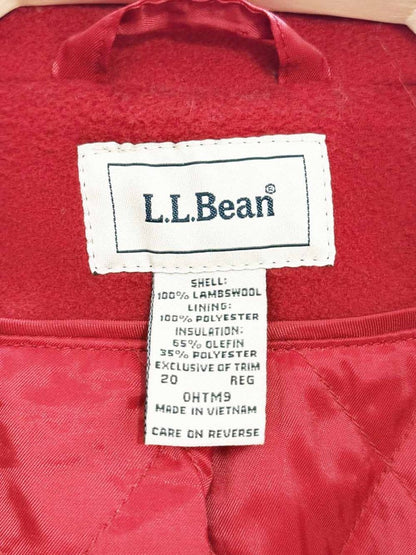 L.L.Bean®
SHELL:
100% LAMBSWOOL
LINING:
100% POLYESTER
INSULATION:
65% OLEFIN
35% POLYESTER
EXCLUSIVE OF TRIM
20 REG
OHTM9
MADE IN VIETNAM
CARE ON REVERSE